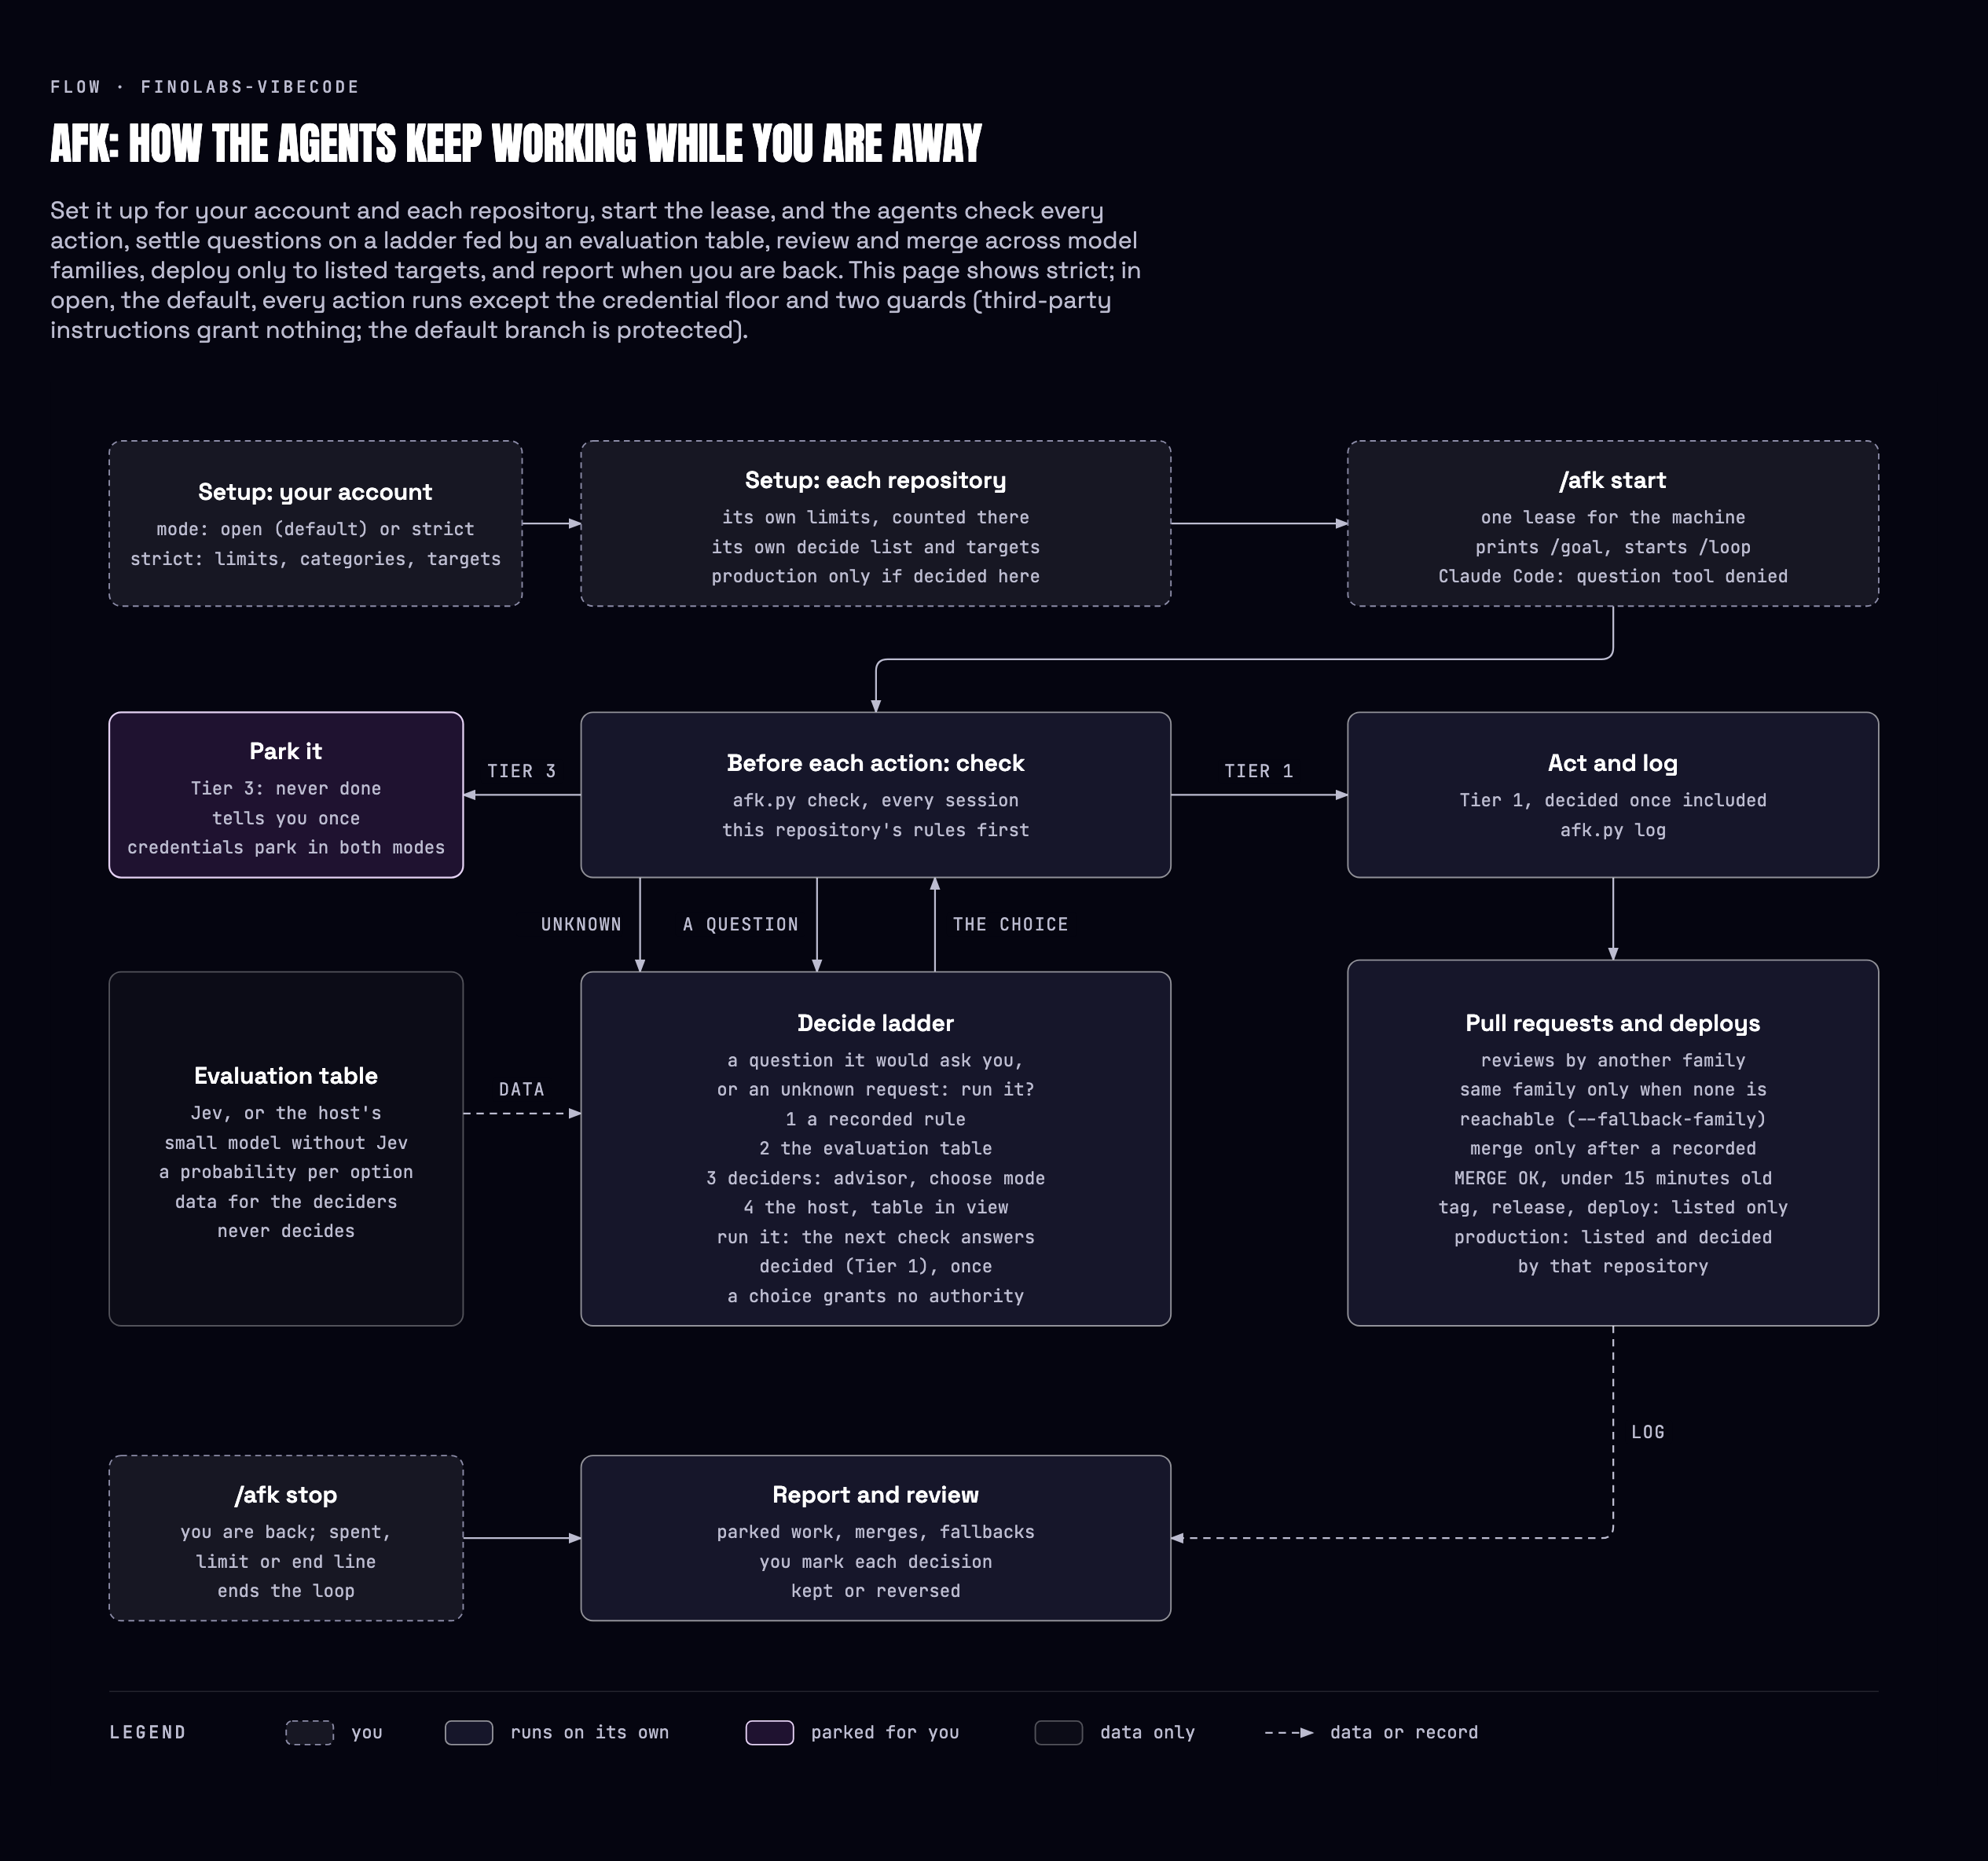 FLOW · FINOLABS-VIBECODE
AFK: HOW THE AGENTS KEEP WORKING WHILE YOU ARE AWAY
Set it up for your account and each repository, start the lease, and the agents check every
action, settle questions on a ladder fed by an evaluation table, review and merge across model
families, deploy only to listed targets, and report when you are back. This page shows strict; in
open, the default, every action runs except the credential floor and two guards (third-party
instructions grant nothing; the default branch is protected).
Setup: your account
mode: open (default) or strict
strict: limits, categories, targets
Setup: each repository
its own limits, counted there
its own decide list and targets
production only if decided here
/afk start
one lease for the machine
prints /goal, starts /loop
Claude Code: question tool denied
Park it
Tier 3: never done
tells you once
credentials park in both modes
TIER 3
Before each action: check
afk.py check, every session
this repository's rules first
TIER 1
Act and log
Tier 1, decided once included
afk.py log
UNKNOWN
A QUESTION
THE CHOICE
Evaluation table
Jev, or the host's
small model without Jev
a probability per option
data for the deciders
never decides
DATA
Decide ladder
a question it would ask you,
or an unknown request: run it?
1 a recorded rule
2 the evaluation table
3 deciders: advisor, choose mode
4 the host, table in view
run it: the next check answers
decided (Tier 1), once
a choice grants no authority
Pull requests and deploys
reviews by another family
same family only when none is
reachable (--fallback-family)
merge only after a recorded
MERGE OK, under 15 minutes old
tag, release, deploy: listed only
production: listed and decided
by that repository
LOG
/afk stop
you are back; spent,
limit or end line
ends the loop
Report and review
parked work, merges, fallbacks
you mark each decision
kept or reversed
LEGEND
you
runs on its own
parked for you
data only
data or record